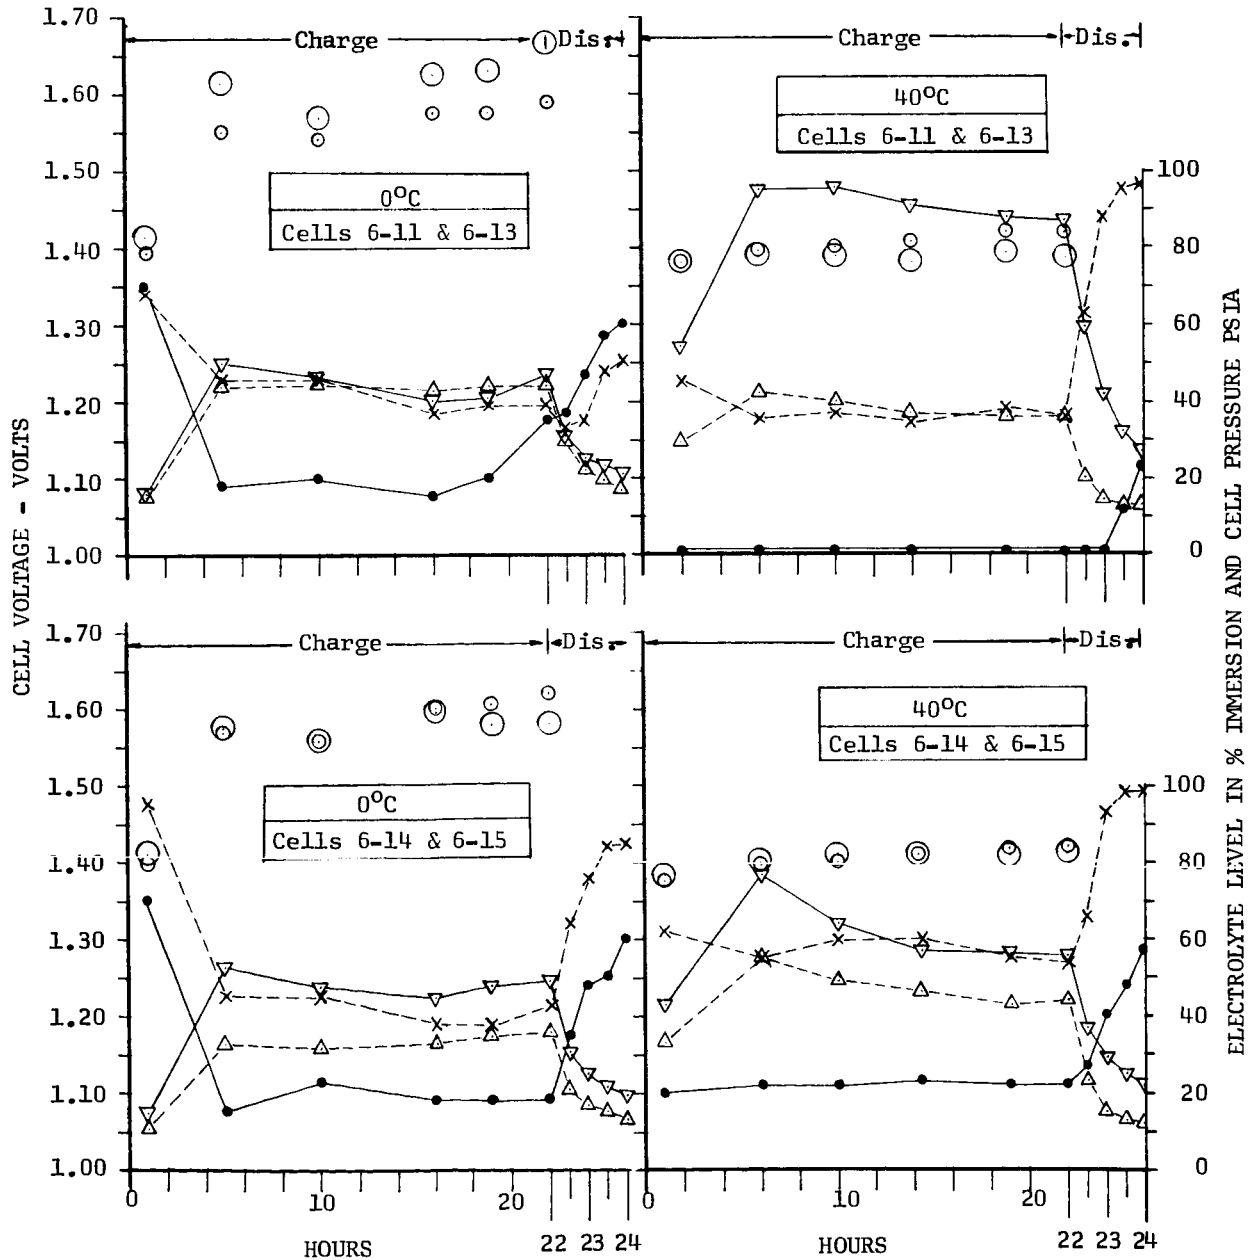 1.70
1.60
1.50
1.40
1.30
1.20
1.10
1.00
Charge
Dis.
0°C
Cells 6-11 & 6-13
Charge
Dis.
40°C
Cells 6-11 & 6-13
100
80
60
40
20
0
1.70
1.60
1.50
1.40
1.30
1.20
1.10
1.00
Charge
Dis.
0°C
Cells 6-14 & 6-15
Charge
Dis.
40°C
Cells 6-14 & 6-15
100
80
60
40
20
0
CELL VOLTAGE - VOLTS
ELECTROLYTE LEVEL IN % IMMERSION AND CELL PRESSURE PSIA
0 10 20
22 23 24
HOURS
0 10 20
22 23 24
HOURS